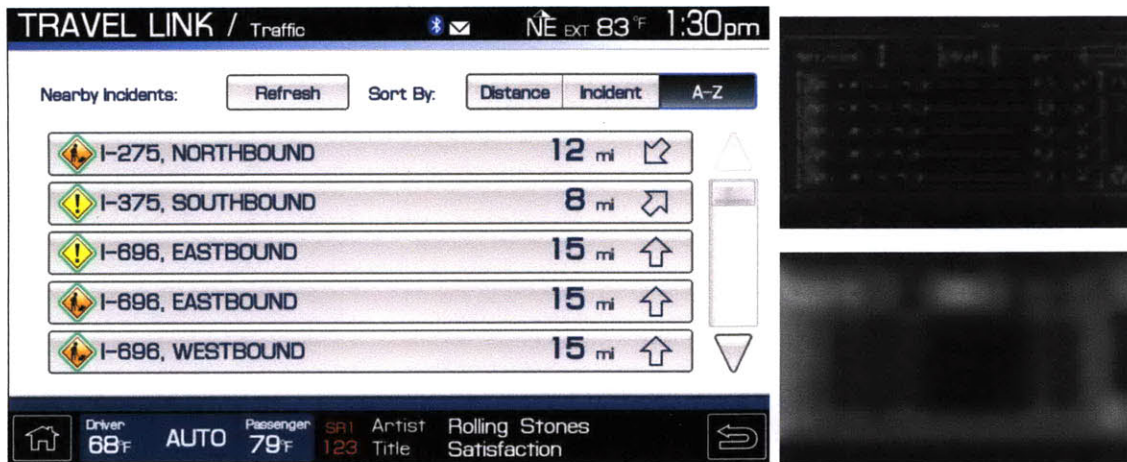 TRAVEL LINK / Traffic NE EXT 83°F 1:30pm
Nearby Incidents: Refresh Sort By: Distance Incident A-Z
I-275, NORTHBOUND 12 mi
I-375, SOUTHBOUND 8 mi
I-696, EASTBOUND 15 mi
I-696, EASTBOUND 15 mi
I-696, WESTBOUND 15 mi
Driver Passenger SR1 Artist Rolling Stones
68°F AUTO 79°F 123 Title Satisfaction